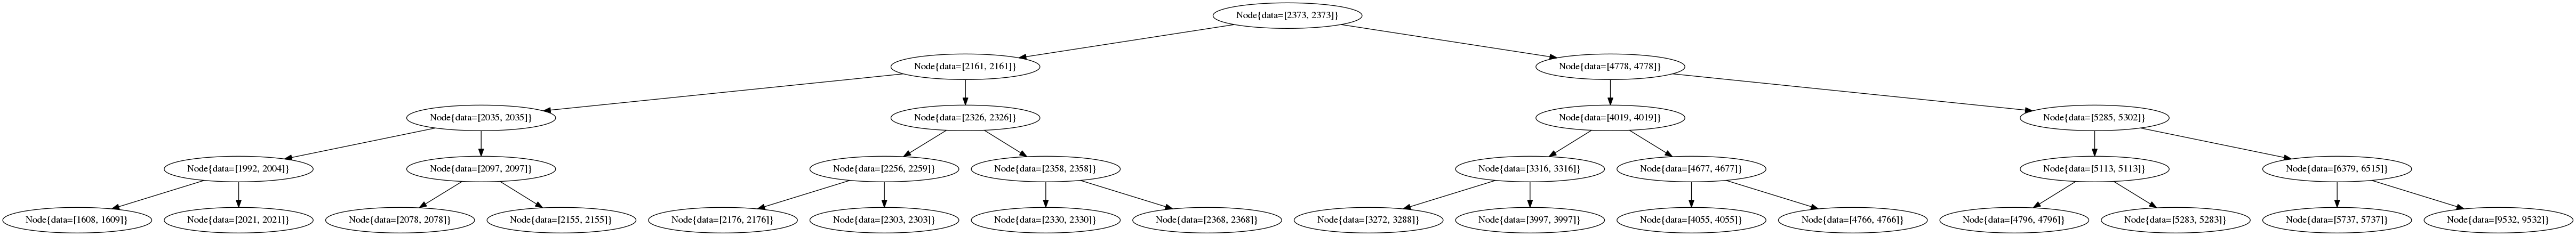 Node{data=[2373, 2373]}
Node{data=[2161, 2161]}
Node{data=[4778, 4778]}
Node{data=[2035, 2035]}
Node{data=[2326, 2326]}
Node{data=[4019, 4019]}
Node{data=[5285, 5302]}
Node{data=[1992, 2004]}
Node{data=[2097, 2097]}
Node{data=[2256, 2259]}
Node{data=[2358, 2358]}
Node{data=[3316, 3316]}
Node{data=[4677, 4677]}
Node{data=[5113, 5113]}
Node{data=[6379, 6515]}
Node{data=[1608, 1609]}
Node{data=[2021, 2021]}
Node{data=[2078, 2078]}
Node{data=[2155, 2155]}
Node{data=[2176, 2176]}
Node{data=[2303, 2303]}
Node{data=[2330, 2330]}
Node{data=[2368, 2368]}
Node{data=[3272, 3288]}
Node{data=[3997, 3997]}
Node{data=[4055, 4055]}
Node{data=[4766, 4766]}
Node{data=[4796, 4796]}
Node{data=[5283, 5283]}
Node{data=[5737, 5737]}
Node{data=[9532, 9532]}